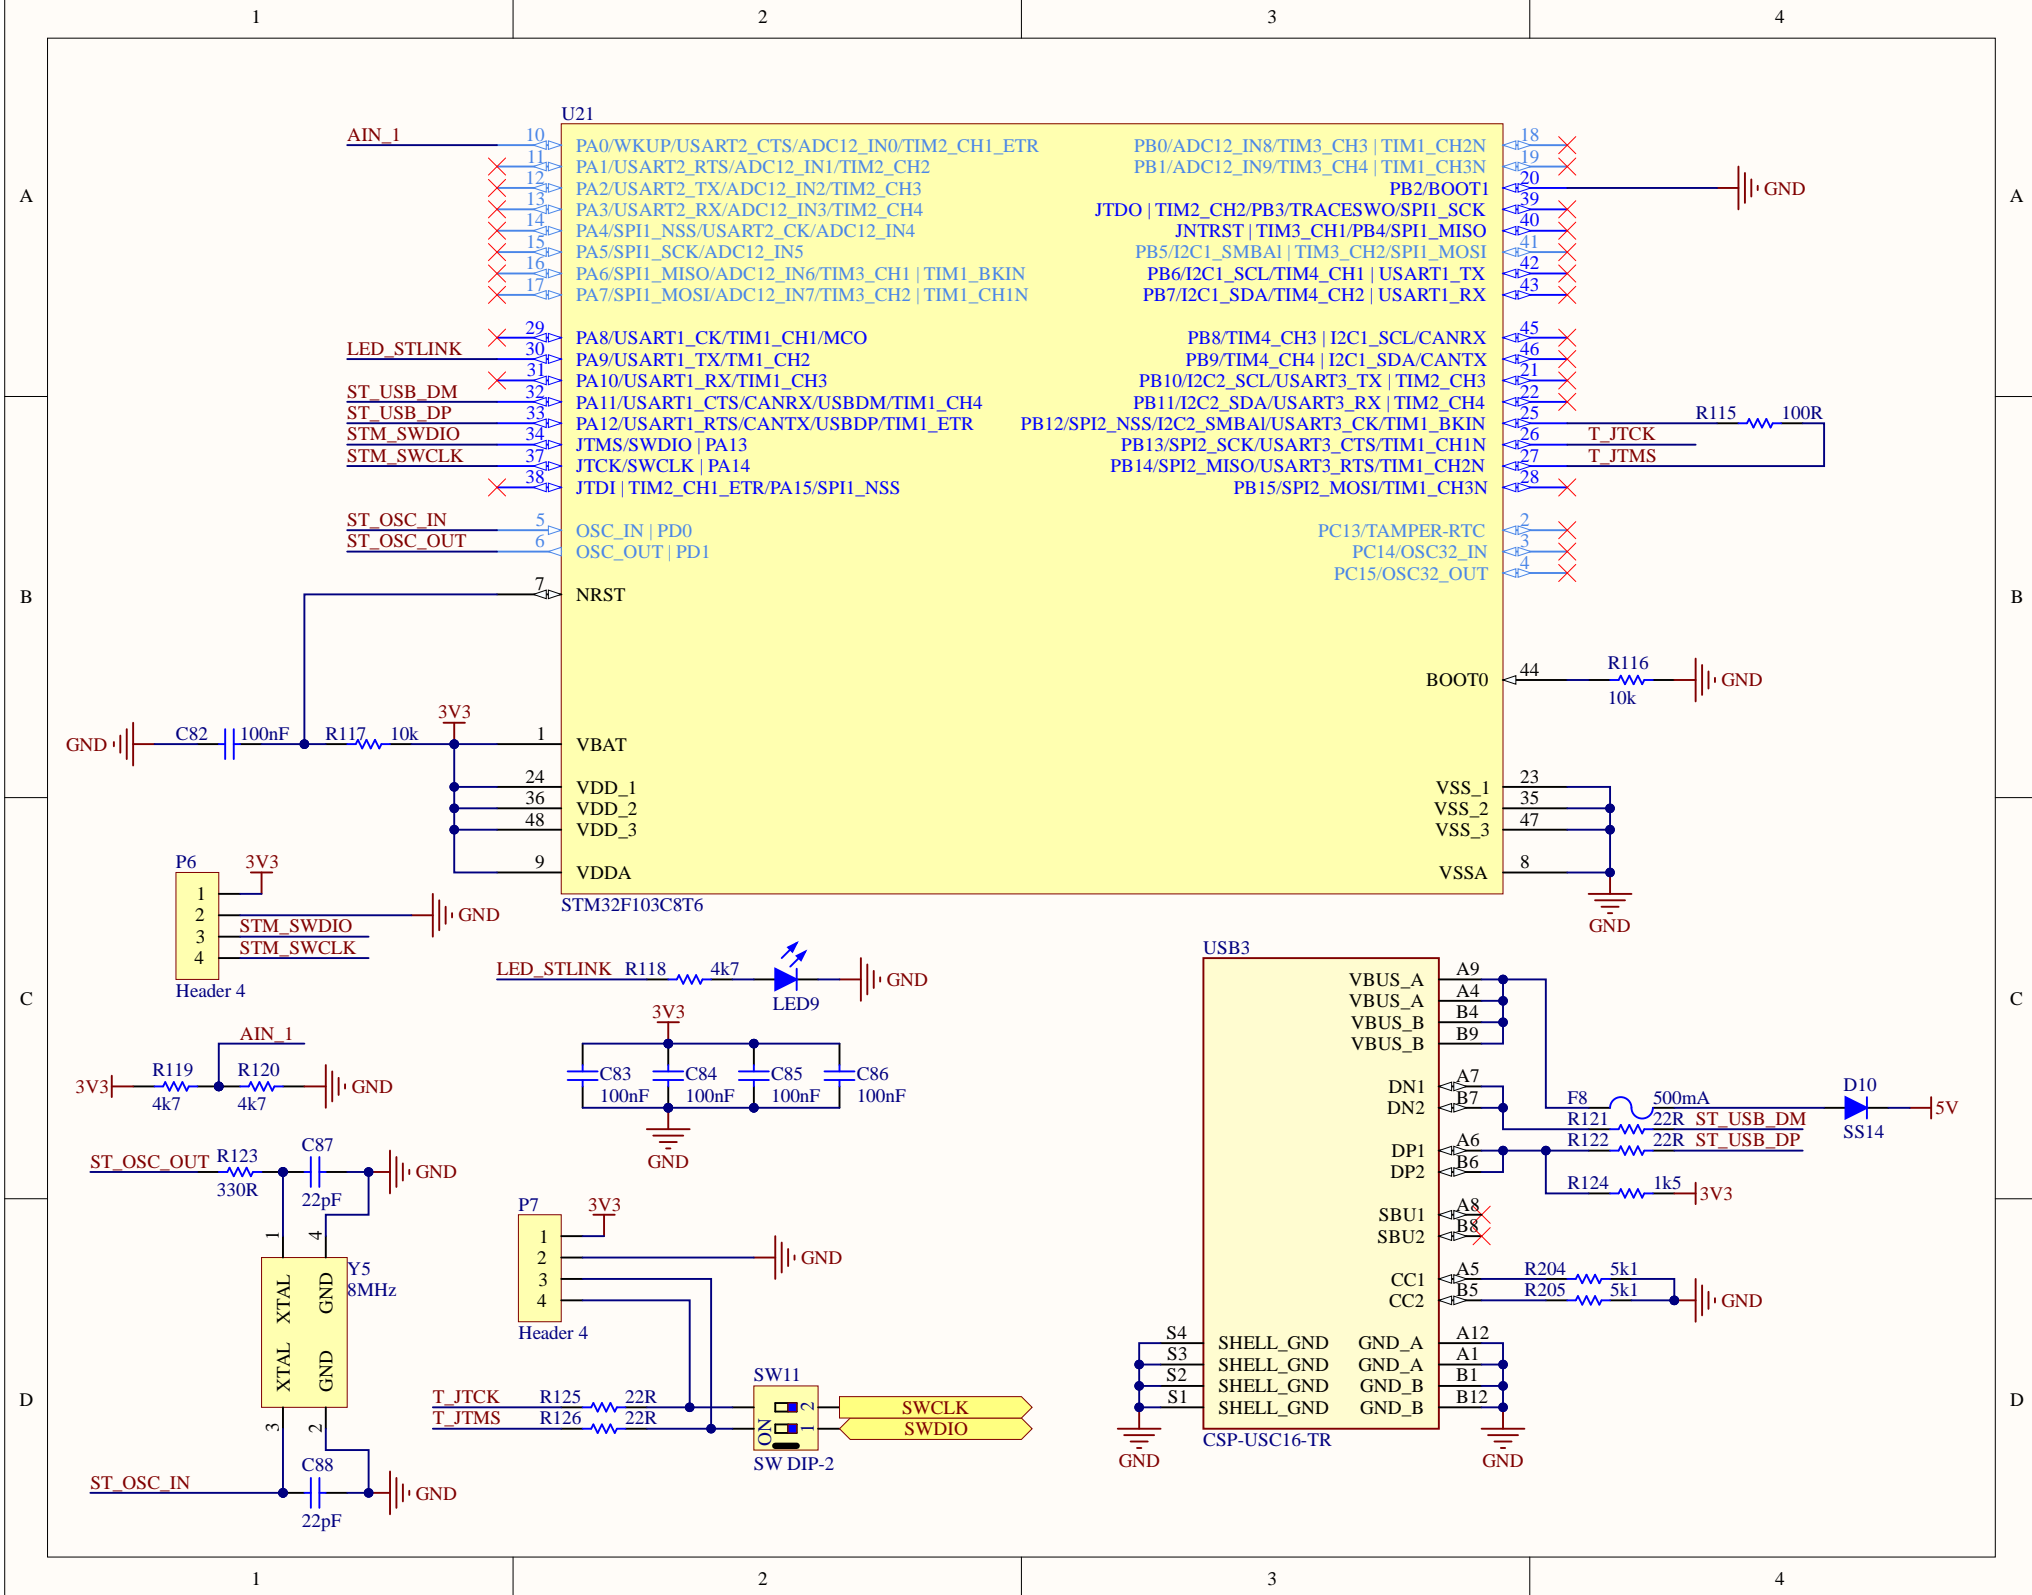 1 2 3 4
A A
B B
C C
D D
1 2 3 4
U21
AIN_1 10 PA0/WKUP/USART2_CTS/ADC12_IN0/TIM2_CH1_ETR
11 PA1/USART2_RTS/ADC12_IN1/TIM2_CH2
12 PA2/USART2_TX/ADC12_IN2/TIM2_CH3
13 PA3/USART2_RX/ADC12_IN3/TIM2_CH4
14 PA4/SPI1_NSS/USART2_CK/ADC12_IN4
15 PA5/SPI1_SCK/ADC12_IN5
16 PA6/SPI1_MISO/ADC12_IN6/TIM3_CH1 | TIM1_BKIN
17 PA7/SPI1_MOSI/ADC12_IN7/TIM3_CH2 | TIM1_CH1N
29 PA8/USART1_CK/TIM1_CH1/MCO
LED_STLINK 30 PA9/USART1_TX/TM1_CH2
31 PA10/USART1_RX/TIM1_CH3
ST_USB_DM 32 PA11/USART1_CTS/CANRX/USBDM/TIM1_CH4
ST_USB_DP 33 PA12/USART1_RTS/CANTX/USBDP/TIM1_ETR
STM_SWDIO 34 JTMS/SWDIO | PA13
STM_SWCLK 37 JTCK/SWCLK | PA14
38 JTDI | TIM2_CH1_ETR/PA15/SPI1_NSS
ST_OSC_IN 5 OSC_IN | PD0
ST_OSC_OUT 6 OSC_OUT | PD1
7 NRST
3V3
GND C82 100nF R117 10k 1 VBAT
24 VDD_1
36 VDD_2
48 VDD_3
9 VDDA
PB0/ADC12_IN8/TIM3_CH3 | TIM1_CH2N 18
PB1/ADC12_IN9/TIM3_CH4 | TIM1_CH3N 19
PB2/BOOT1 20 GND
JTDO | TIM2_CH2/PB3/TRACESWO/SPI1_SCK 39
JNTRST | TIM3_CH1/PB4/SPI1_MISO 40
PB5/I2C1_SMBAl | TIM3_CH2/SPI1_MOSI 41
PB6/I2C1_SCL/TIM4_CH1 | USART1_TX 42
PB7/I2C1_SDA/TIM4_CH2 | USART1_RX 43
PB8/TIM4_CH3 | I2C1_SCL/CANRX 45
PB9/TIM4_CH4 | I2C1_SDA/CANTX 46
PB10/I2C2_SCL/USART3_TX | TIM2_CH3 21
PB11/I2C2_SDA/USART3_RX | TIM2_CH4 22
PB12/SPI2_NSS/I2C2_SMBAl/USART3_CK/TIM1_BKIN 25 R115 100R
PB13/SPI2_SCK/USART3_CTS/TIM1_CH1N 26 T_JTCK
PB14/SPI2_MISO/USART3_RTS/TIM1_CH2N 27 T_JTMS
PB15/SPI2_MOSI/TIM1_CH3N 28
PC13/TAMPER-RTC 2
PC14/OSC32_IN 3
PC15/OSC32_OUT 4
BOOT0 44 R116 10k GND
VSS_1 23
VSS_2 35
VSS_3 47
VSSA 8
GND
STM32F103C8T6
P6 3V3
1
2 GND
3 STM_SWDIO
4 STM_SWCLK
Header 4
LED_STLINK R118 4k7 GND
LED9
AIN_1
3V3 R119 R120 GND
4k7 4k7
3V3
C83 C84 C85 C86
100nF 100nF 100nF 100nF
GND
ST_OSC_OUT R123 C87 GND
330R 22pF
1 4
XTAL GND Y5
8MHz
XTAL GND
3 2
ST_OSC_IN C88 GND
22pF
P7 3V3
1
2 GND
3
4
Header 4
SW11
T_JTCK R125 22R 2 SWCLK
T_JTMS R126 22R ON 1 SWDIO
SW DIP-2
USB3
VBUS_A A9
VBUS_A A4
VBUS_B B4
VBUS_B B9
DN1 A7
DN2 B7
DP1 A6
DP2 B6
SBU1 A8
SBU2 B8
CC1 A5 R204 5k1
CC2 B5 R205 5k1 GND
S4 SHELL_GND GND_A A12
S3 SHELL_GND GND_A A1
S2 SHELL_GND GND_B B1
S1 SHELL_GND GND_B B12
CSP-USC16-TR
GND GND
F8 500mA D10 5V
SS14
R121 22R ST_USB_DM
R122 22R ST_USB_DP
R124 1k5 3V3